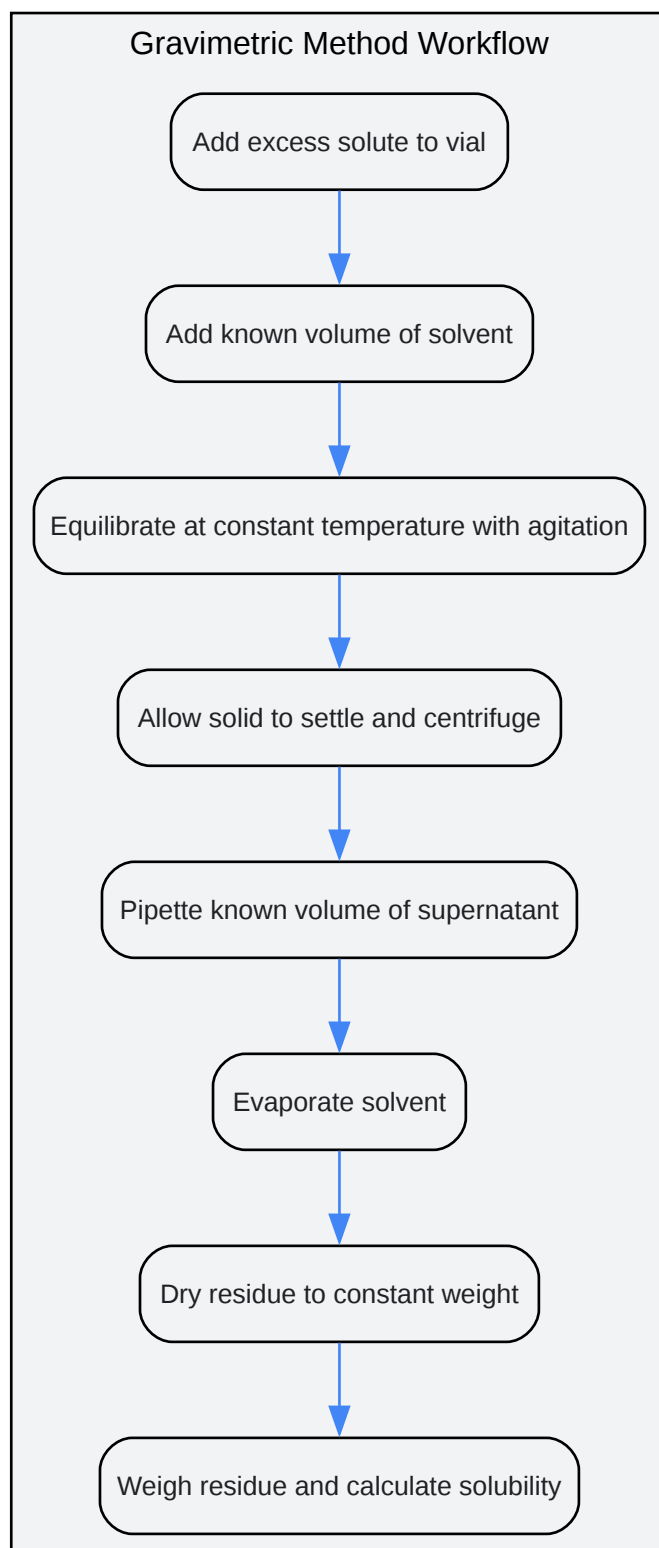 Gravimetric Method Workflow
Add excess solute to vial
Add known volume of solvent
Equilibrate at constant temperature with agitation
Allow solid to settle and centrifuge
Pipette known volume of supernatant
Evaporate solvent
Dry residue to constant weight
Weigh residue and calculate solubility